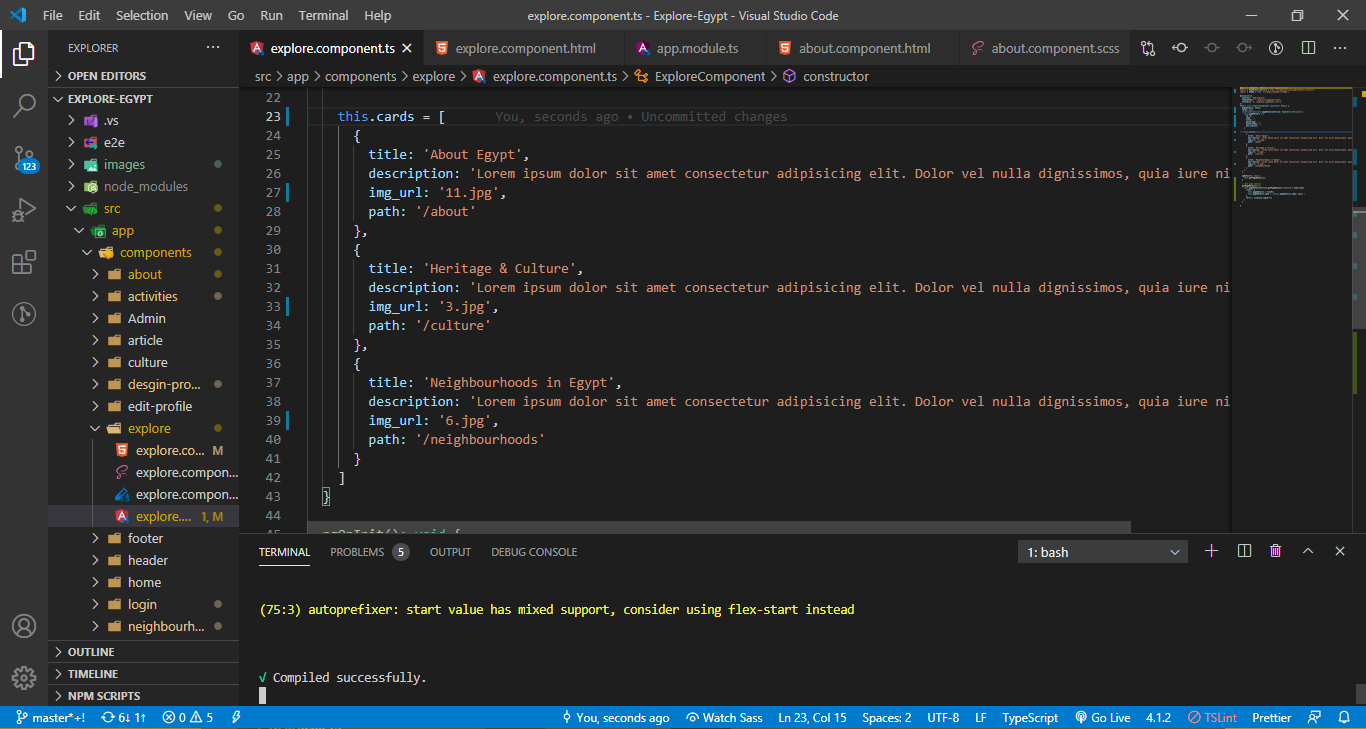 File Edit Selection View Go Run Terminal Help
explore.component.ts - Explore-Egypt - Visual Studio Code
EXPLORER
explore.component.ts explore.component.html app.module.ts about.component.html about.component.scss
OPEN EDITORS
src > app > components > explore > explore.component.ts > ExploreComponent > constructor
EXPLORE-EGYPT
.vs
e2e
images
node_modules
src
app
components
about
activities
Admin
article
culture
desgin-pro...
edit-profile
explore
explore.co... M
explore.compon...
explore.compon...
explore.... 1, M
footer
header
home
login
neighbourh...
OUTLINE
TIMELINE
NPM SCRIPTS
123
22
23 this.cards = [ You, seconds ago • Uncommitted changes
24 {
25 title: 'About Egypt',
26 description: 'Lorem ipsum dolor sit amet consectetur adipisicing elit. Dolor vel nulla dignissimos, quia iure ni
27 img_url: '11.jpg',
28 path: '/about'
29 },
30 {
31 title: 'Heritage & Culture',
32 description: 'Lorem ipsum dolor sit amet consectetur adipisicing elit. Dolor vel nulla dignissimos, quia iure ni
33 img_url: '3.jpg',
34 path: '/culture'
35 },
36 {
37 title: 'Neighbourhoods in Egypt',
38 description: 'Lorem ipsum dolor sit amet consectetur adipisicing elit. Dolor vel nulla dignissimos, quia iure ni
39 img_url: '6.jpg',
40 path: '/neighbourhoods'
41 }
42 ]
43 }
44
45 ngOnInit(): void {
TERMINAL PROBLEMS 5 OUTPUT DEBUG CONSOLE 1: bash
(75:3) autoprefixer: start value has mixed support, consider using flex-start instead
√ Compiled successfully.
master*+! 6↓ 1↑ 0 5 You, seconds ago Watch Sass Ln 23, Col 15 Spaces: 2 UTF-8 LF TypeScript Go Live 4.1.2 TSLint Prettier